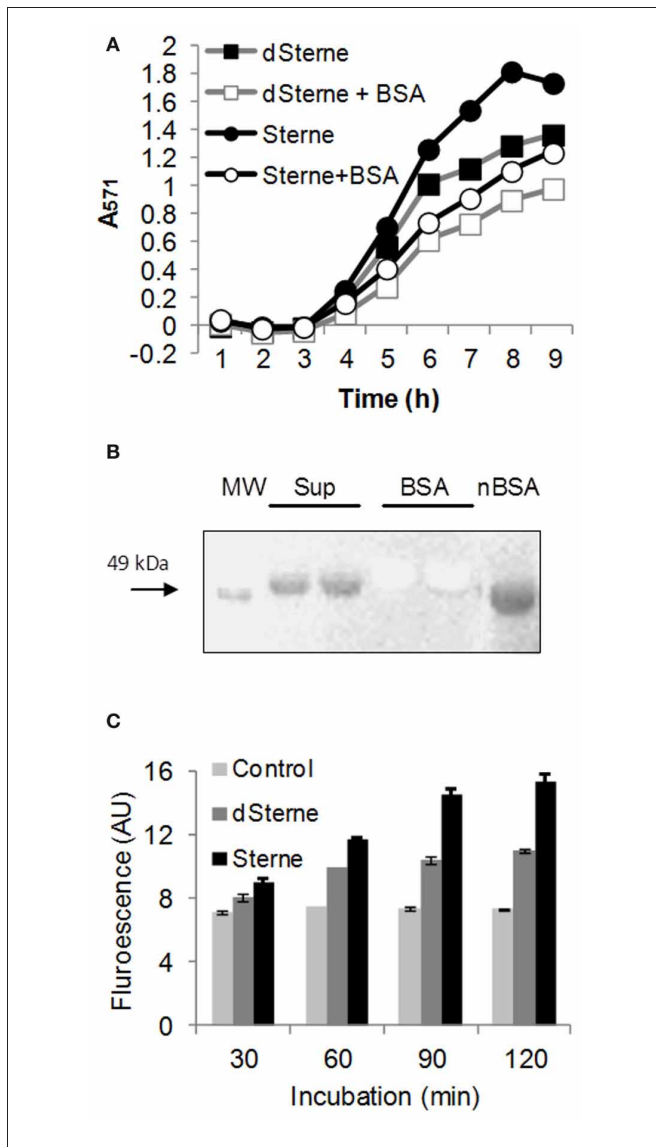 A
2
1.8
1.6
1.4
1.2
1
0.8
0.6
0.4
0.2
0
-0.2
A571
dSterne
dSterne + BSA
Sterne
Sterne+BSA
1 2 3 4 5 6 7 8 9
Time (h)
B
MW Sup BSA nBSA
49 kDa
C
16
12
8
4
0
Fluroescence (AU)
Control
dSterne
Sterne
30 60 90 120
Incubation (min)